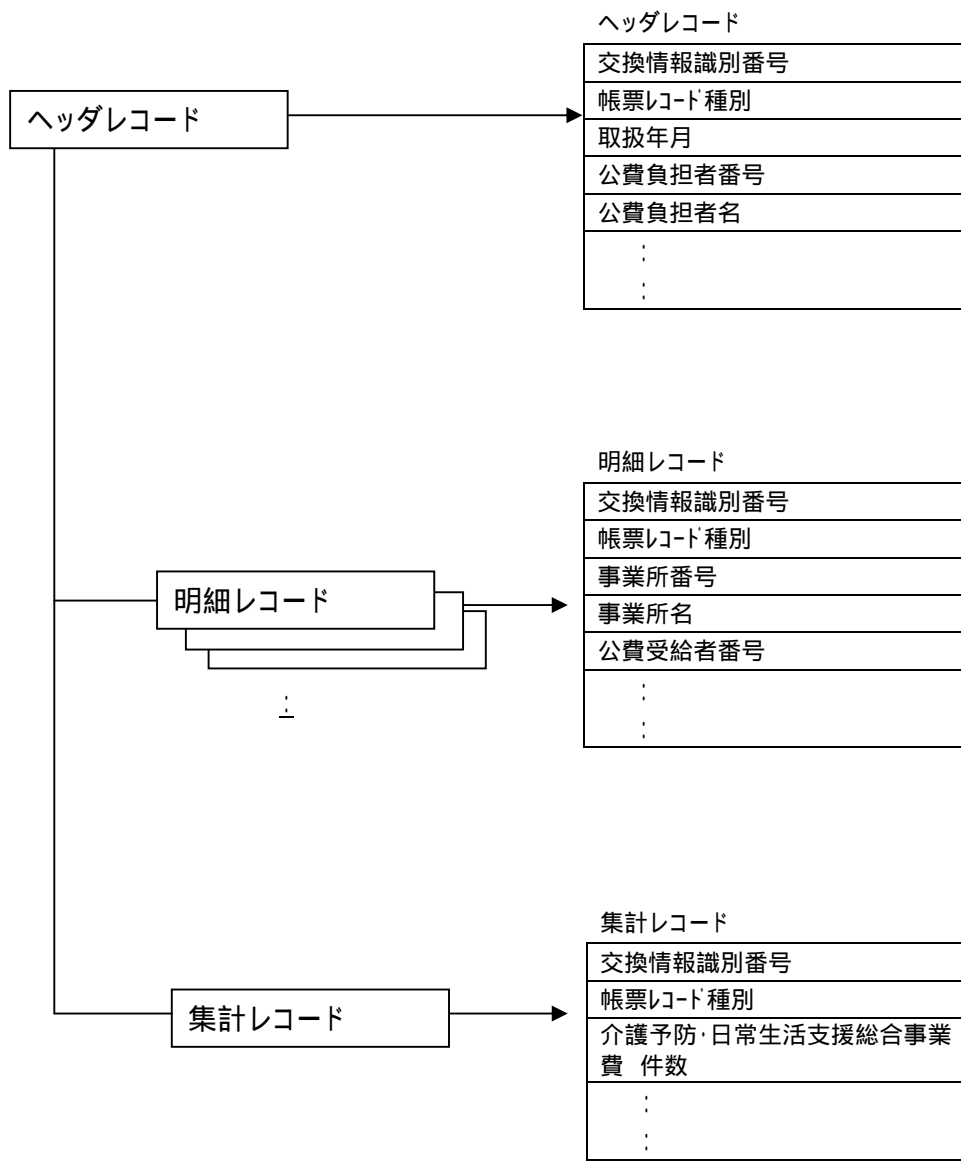 ヘッダレコード
ヘッダレコード
交換情報識別番号
帳票ﾚｺｰﾄﾞ種別
取扱年月
公費負担者番号
公費負担者名
:
:
明細レコード
明細レコード
:
交換情報識別番号
帳票ﾚｺｰﾄﾞ種別
事業所番号
事業所名
公費受給者番号
:
:
集計レコード
集計レコード
交換情報識別番号
帳票ﾚｺｰﾄﾞ種別
介護予防・日常生活支援総合事業
費 件数
:
: